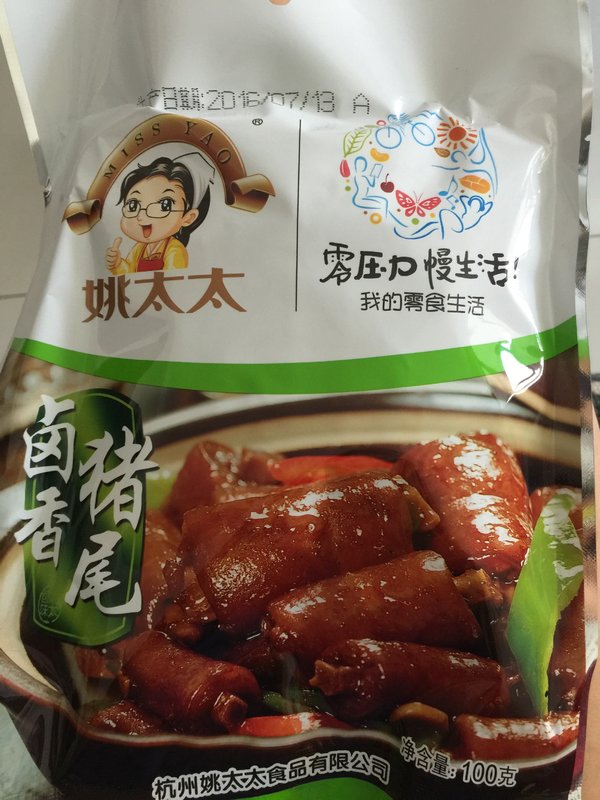 日期:2016/07/13 A
MISS YAO
®
姚太太
零压力 慢生活!
我的零食生活
卤香
猪尾
净含量: 100克
杭州姚太太食品有限公司